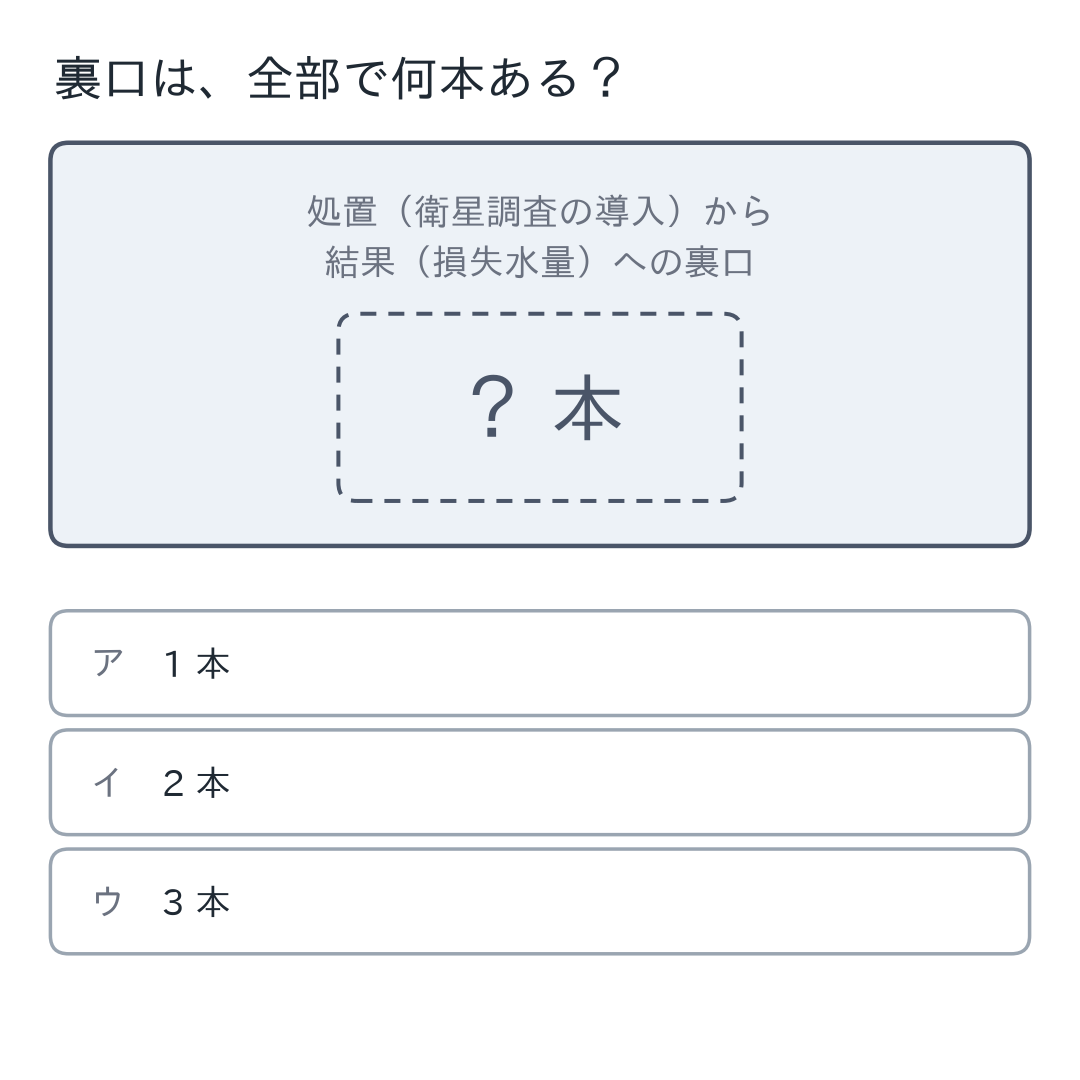 裏口は、全部で何本ある？
処置（衛星調査の導入）から
結果（損失水量）への裏口
？ 本
ア 1 本
イ 2 本
ウ 3 本